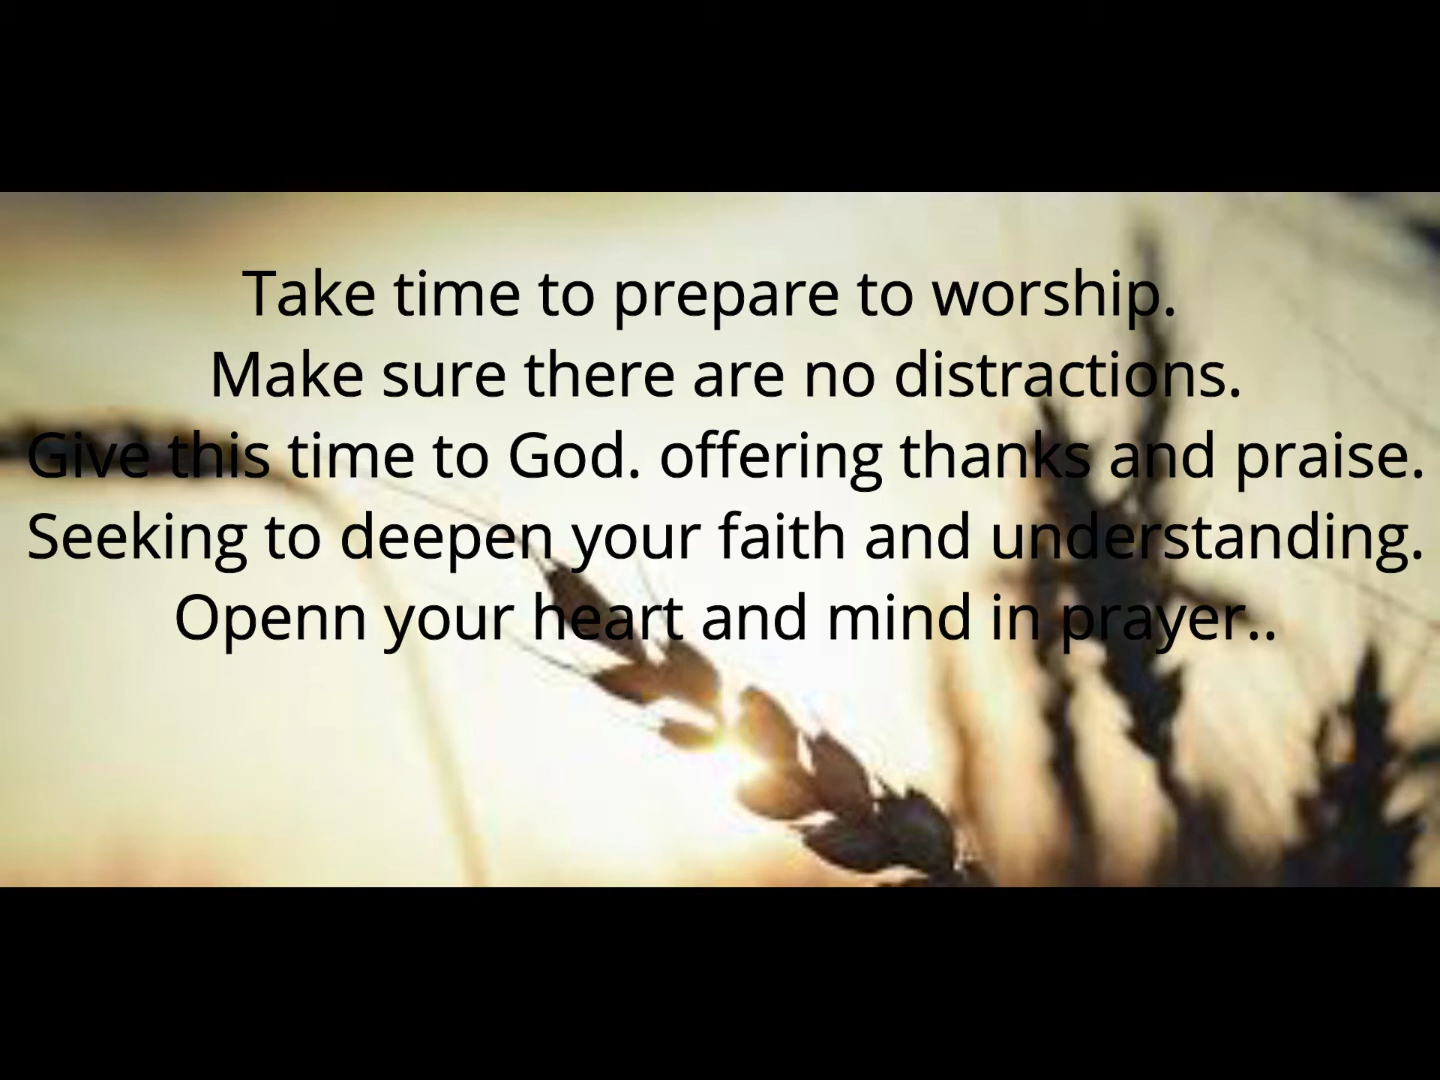 Take time to prepare to worship.
Make sure there are no distractions.
Give this time to God. offering thanks and praise.
Seeking to deepen your faith and understanding.
Openn your heart and mind in prayer..